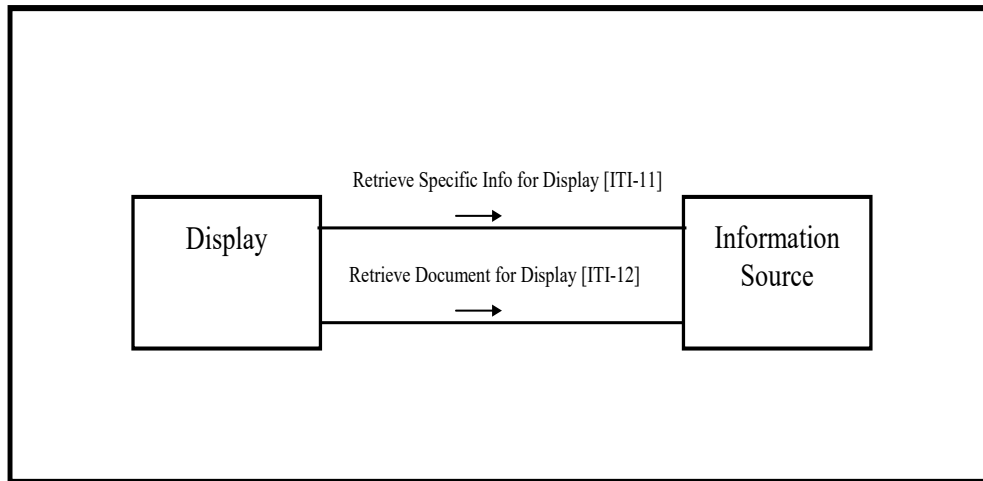 Retrieve Specific Info for Display [ITI-11]
Display
Information
Source
Retrieve Document for Display [ITI-12]